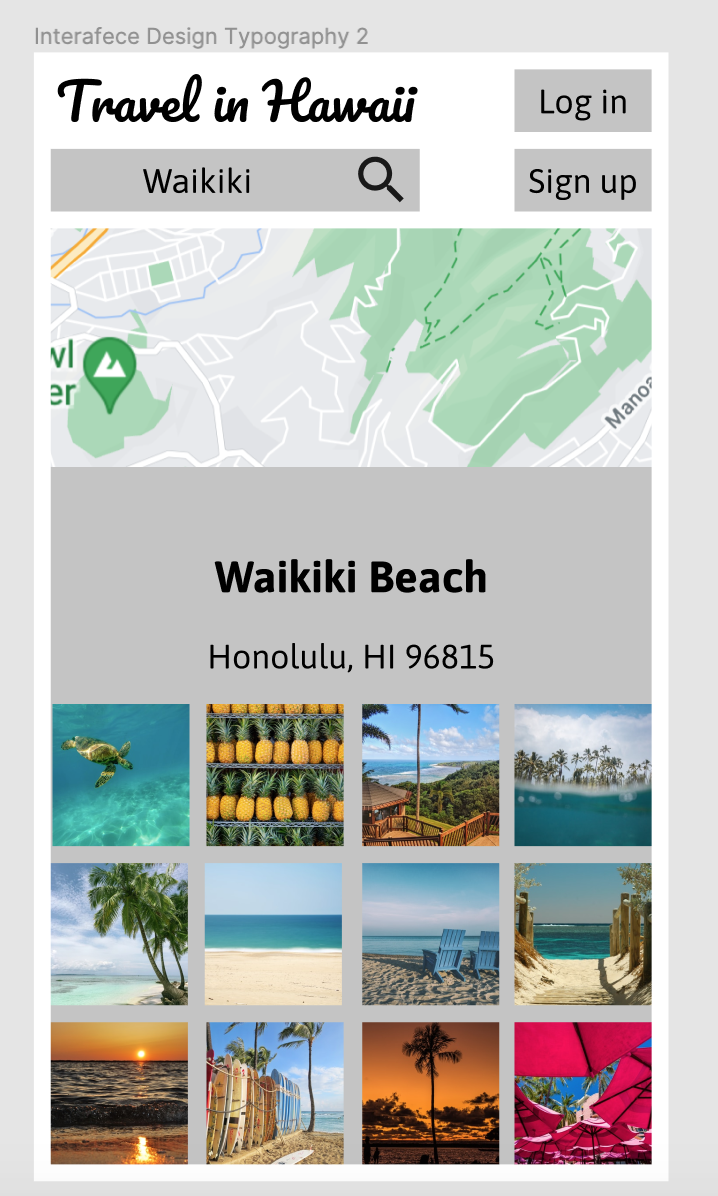 Interafece Design Typography 2
Travel in Hawaii
Log in
Waikiki
Sign up
wl
er
Manoa
Waikiki Beach
Honolulu, HI 96815